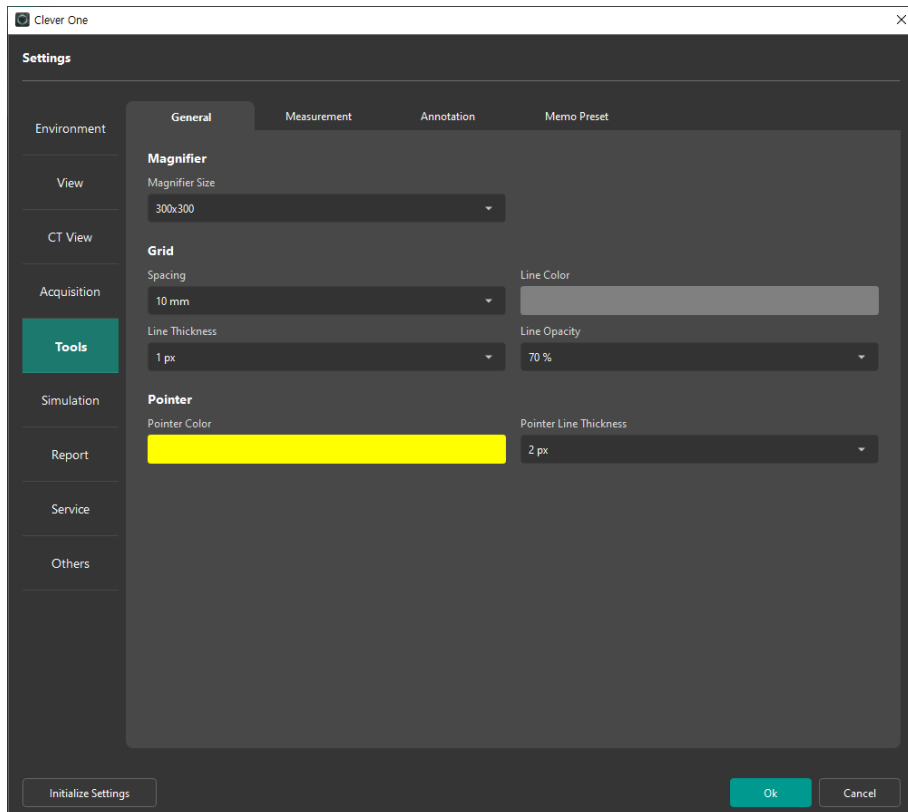 Clever One
Settings
Environment
View
CT View
Acquisition
Tools
Simulation
Report
Service
Others
General Measurement Annotation Memo Preset
Magnifier
Magnifier Size
300x300
Grid
Spacing Line Color
10 mm
Line Thickness Line Opacity
1 px 70 %
Pointer
Pointer Color Pointer Line Thickness
2 px
Initialize Settings Ok Cancel